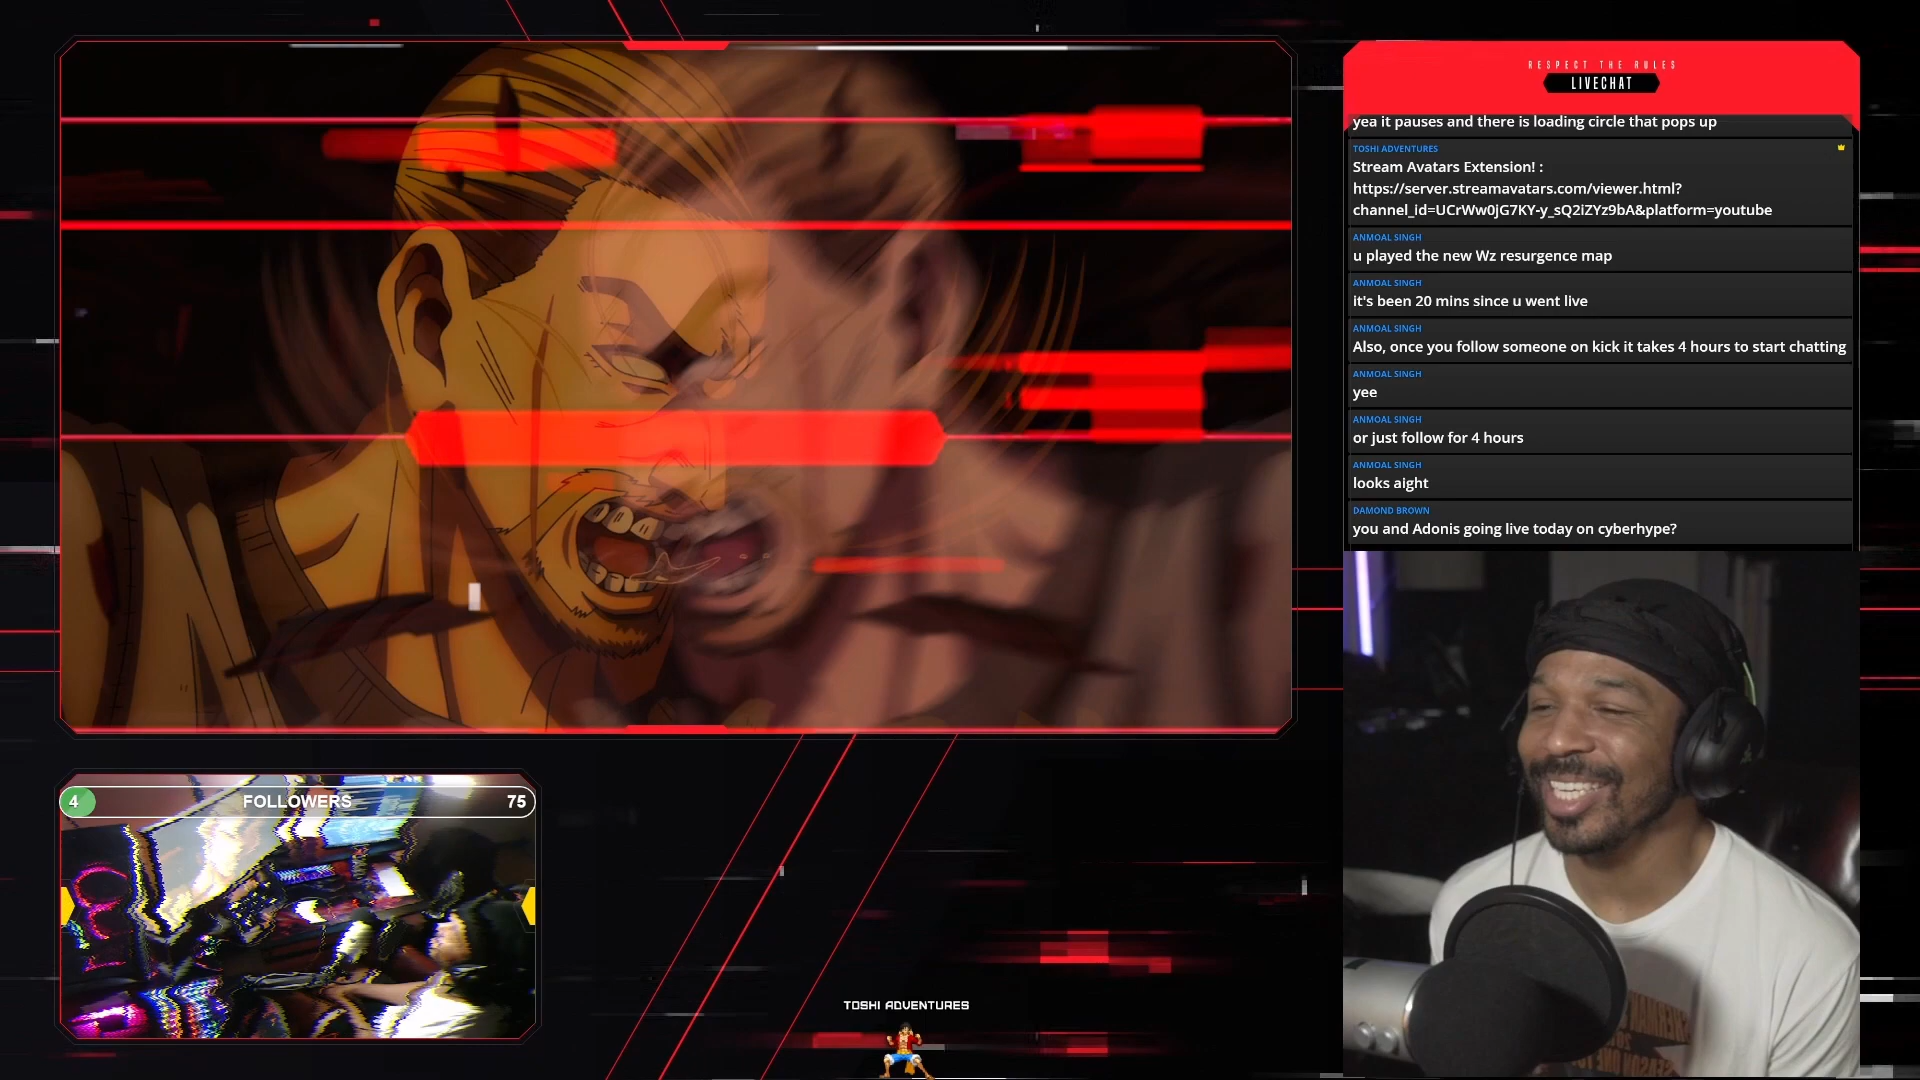 RESPECT THE RULES
LIVECHAT
yea it pauses and there is loading circle that pops up
TOSHI ADVENTURES
Stream Avatars Extension! :
https://server.streamavatars.com/viewer.html?
channel_id=UCrWw0jG7KY-y_sQ2iZYz9bA&platform=youtube
ANMOAL SINGH
u played the new Wz resurgence map
ANMOAL SINGH
it's been 20 mins since u went live
ANMOAL SINGH
Also, once you follow someone on kick it takes 4 hours to start chatting
ANMOAL SINGH
yee
ANMOAL SINGH
or just follow for 4 hours
ANMOAL SINGH
looks aight
DAMOND BROWN
you and Adonis going live today on cyberhype?
4 FOLLOWERS 75
TOSHI ADVENTURES